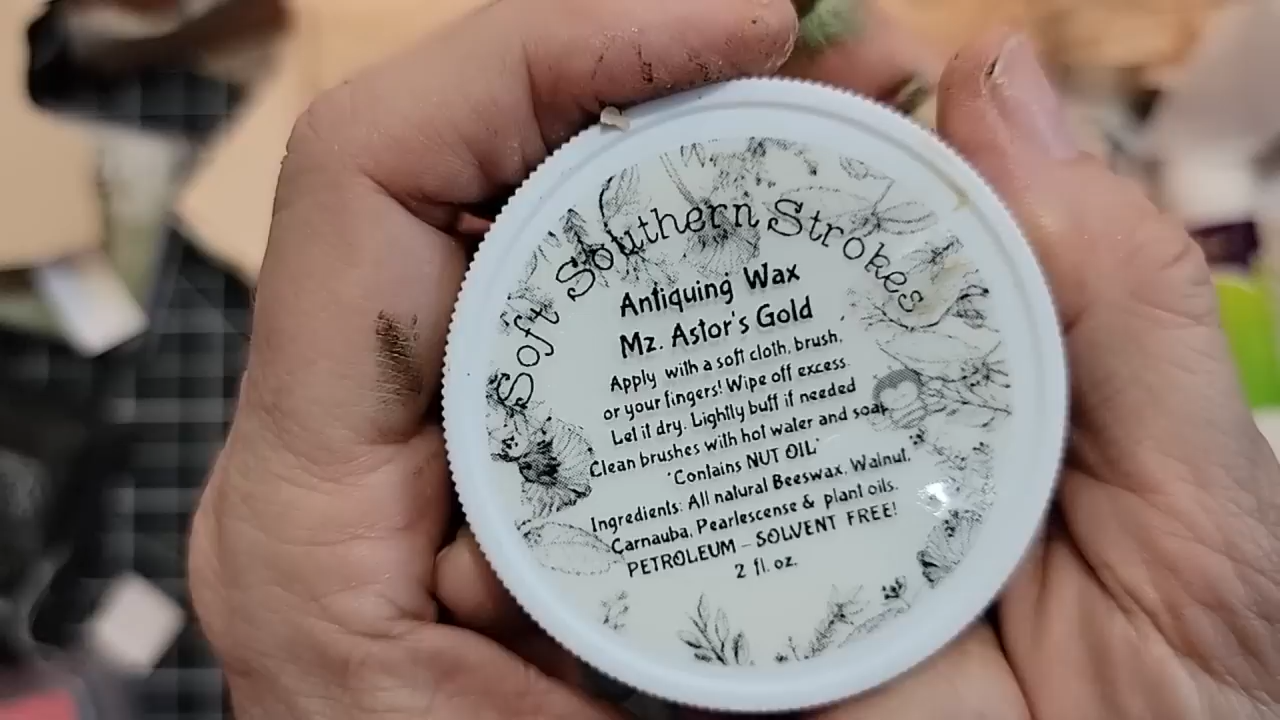 Soft Southern Strokes
Antiquing Wax
Mz. Astor's Gold
Apply with a soft cloth, brush,
or your fingers! Wipe off excess.
Let it dry. Lightly buff if needed
Clean brushes with hot water and soap
*Contains NUT OIL*
Ingredients: All natural Beeswax, Walnut,
Carnauba, Pearlescense & plant oils.
PETROLEUM - SOLVENT FREE!
2 fl. oz.